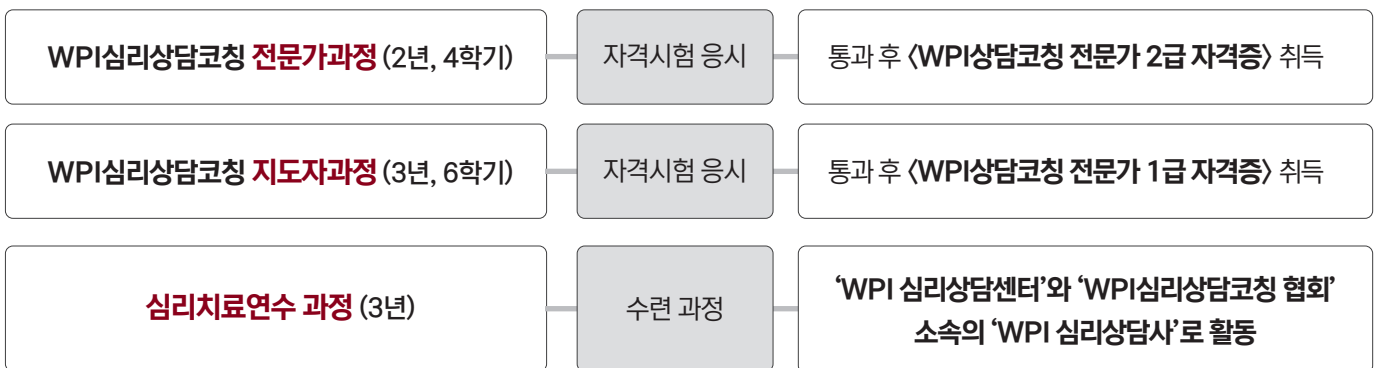 WPI심리상담코칭 전문가과정 (2년, 4학기)
자격시험 응시
통과 후 〈WPI상담코칭 전문가 2급 자격증〉 취득
WPI심리상담코칭 지도자과정 (3년, 6학기)
자격시험 응시
통과 후 〈WPI상담코칭 전문가 1급 자격증〉 취득
심리치료연수 과정 (3년)
수련 과정
‘WPI 심리상담센터’와 ‘WPI심리상담코칭 협회’
소속의 ‘WPI 심리상담사’로 활동